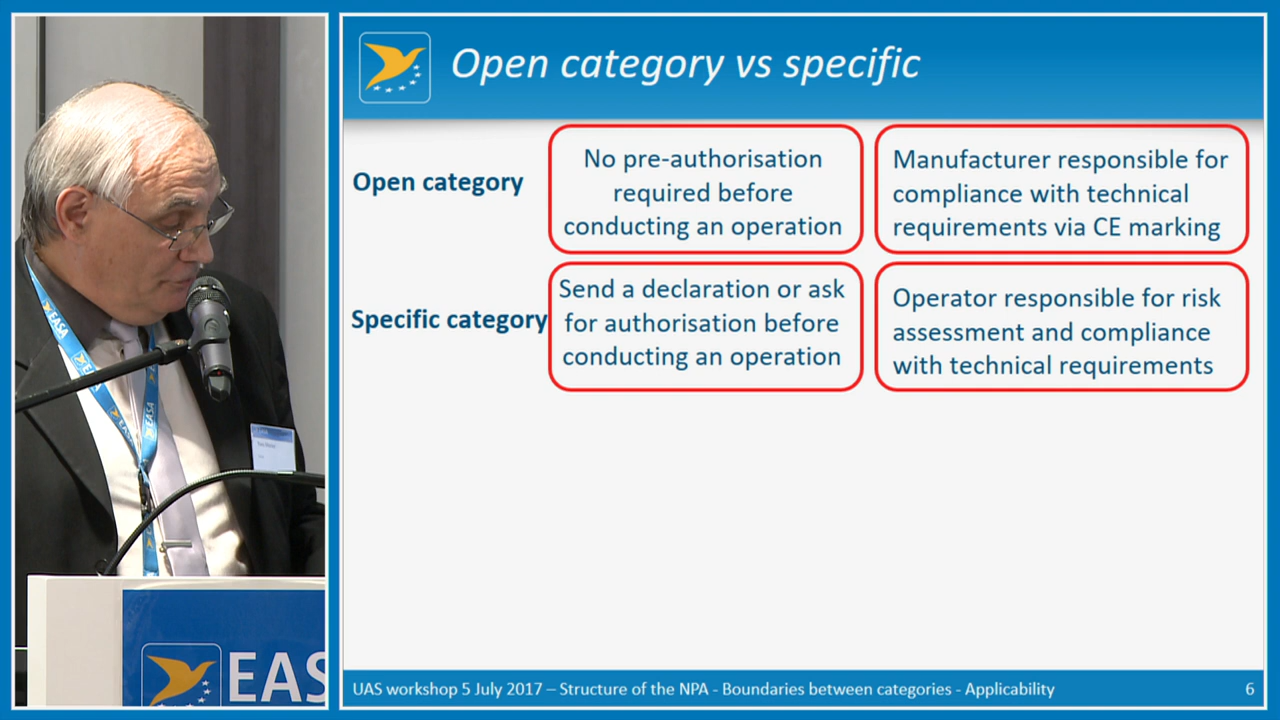 Open category vs specific
Open category
No pre-authorisation
required before
conducting an operation
Manufacturer responsible for
compliance with technical
requirements via CE marking
Specific category
Send a declaration or ask
for authorisation before
conducting an operation
Operator responsible for risk
assessment and compliance
with technical requirements
UAS workshop 5 July 2017 – Structure of the NPA - Boundaries between categories - Applicability
6
EASA
EASA
EASA
EAS